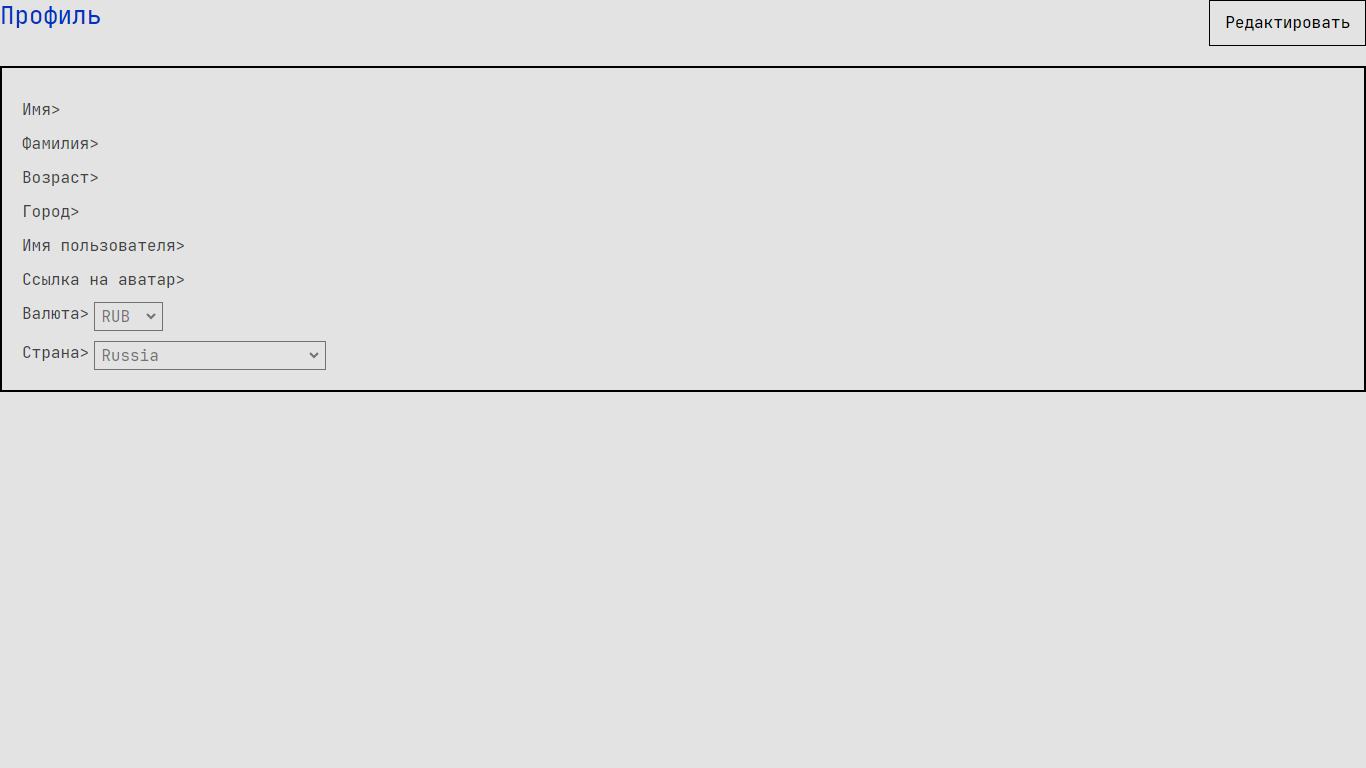 Профиль
Редактировать
Имя>
Фамилия>
Возраст>
Город>
Имя пользователя>
Ссылка на аватар>
Валюта> RUB
Страна> Russia